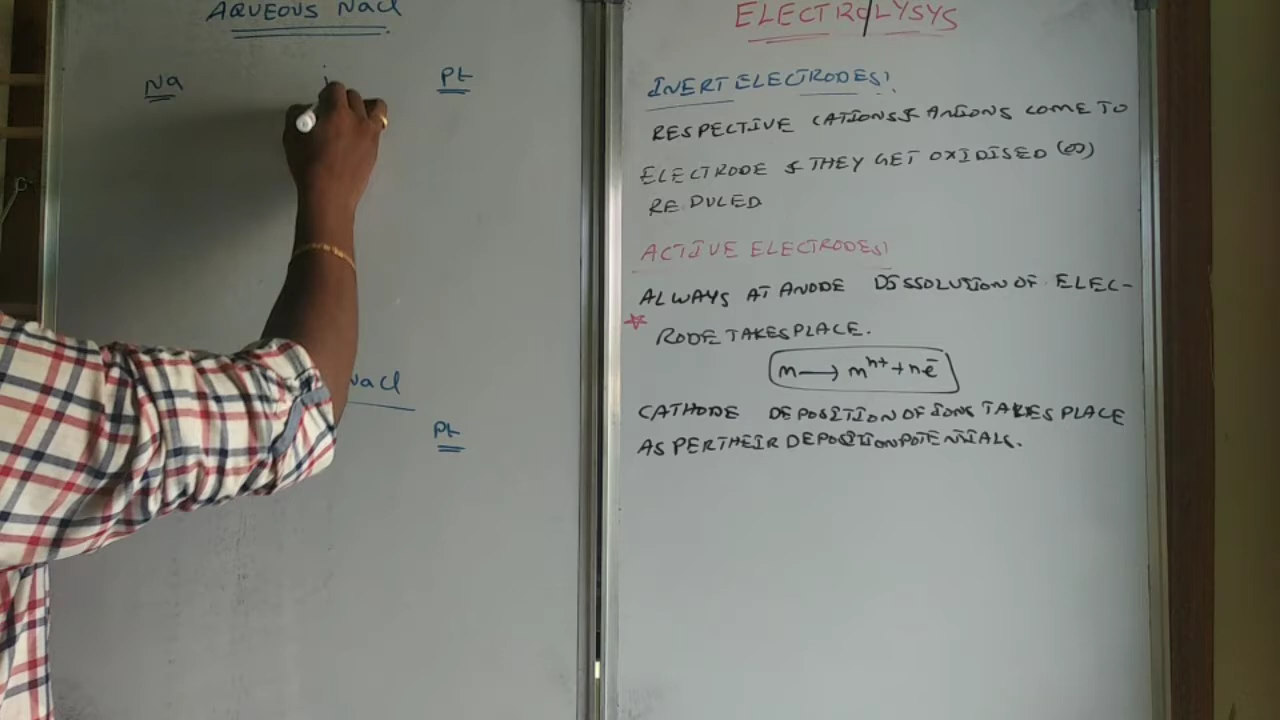 AQUEOUS NaCl
Na
Pt
NaCl
Pt
ELECTROLYSYS
INERT ELECTRODES!
RESPECTIVE CATIONS & ANIONS COME TO
ELECTRODE & THEY GET OXIDISED (OR)
REDUCED
ACTIVE ELECTRODES!
ALWAYS AT ANODE DISSOLUTION OF ELEC-
RODE TAKES PLACE.
m → mⁿ⁺ + nē
CATHODE DEPOSITION OF IONS TAKES PLACE
AS PER THEIR DEPOSITION POTENTIALS.